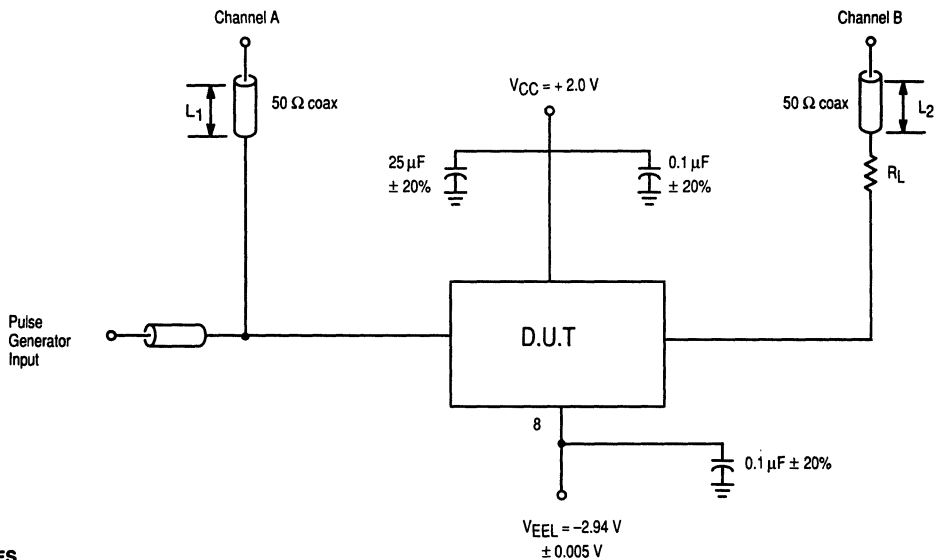 Channel A
Channel B
L1
50 Ω coax
VCC = + 2.0 V
50 Ω coax
L2
25 µF
± 20%
0.1 µF
± 20%
RL
Pulse
Generator
Input
D.U.T
8
0.1 µF ± 20%
VEEL = −2.94 V
± 0.005 V